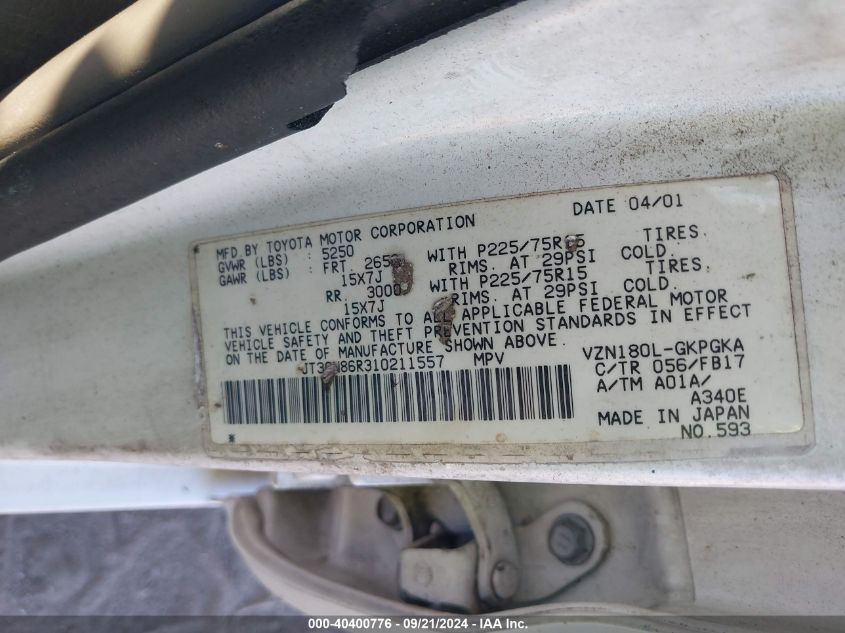 DATE 04/01
MFD.BY TOYOTA MOTOR CORPORATION
GVWR (LBS) : 5250
GAWR (LBS) : FRT. WITH P225/75R15 TIRES.
15X7J RIMS. AT 29PSI COLD.
RR. 3000 WITH P225/75R15 TIRES.
15X7J RIMS. AT 29PSI COLD.
THIS VEHICLE CONFORMS TO ALL APPLICABLE FEDERAL MOTOR
VEHICLE SAFETY AND THEFT PREVENTION STANDARDS IN EFFECT
ON THE DATE OF MANUFACTURE SHOWN ABOVE.
MPV
VZN180L-GKPGKA
C/TR 056/FB17
A/TM A01A/
A340E
MADE IN JAPAN
NO.593
000-40400776 - 09/21/2024 - IAA Inc.